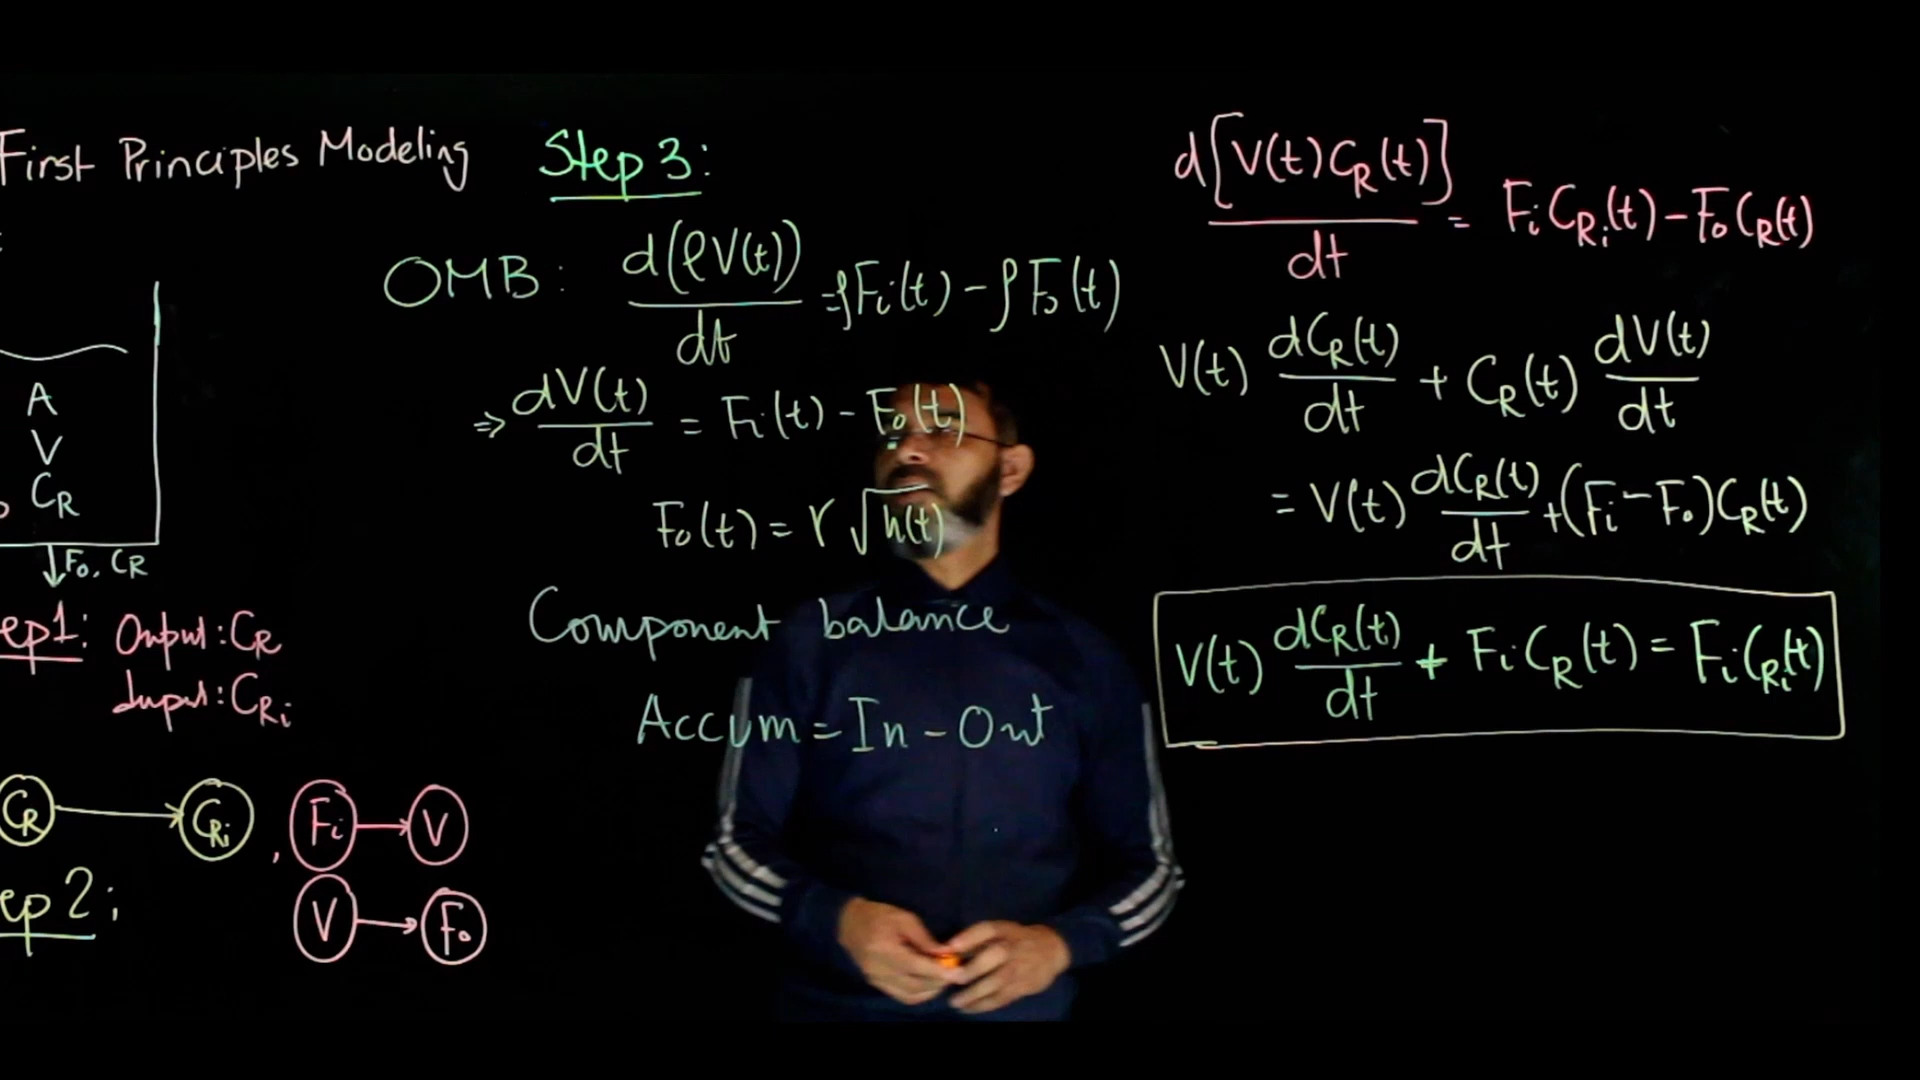 First Principles Modeling
A
V
CR
Fo, CR
ep1: Output: CR
Input: CRi
CR → CRi , Fi → V
V → Fo
ep 2:
Step 3:
OMB: d(ρV(t))/dt = ρFi(t) - ρFo(t)
⇒ dV(t)/dt = Fi(t) - Fo(t)
Fo(t) = r√h(t)
Component balance
Accum = In - Out
d[V(t)CR(t)]/dt = FiCRi(t) - FoCR(t)
V(t) dCR(t)/dt + CR(t) dV(t)/dt
= V(t) dCR(t)/dt + (Fi - Fo)CR(t)
V(t) dCR(t)/dt + FiCR(t) = FiCRi(t)